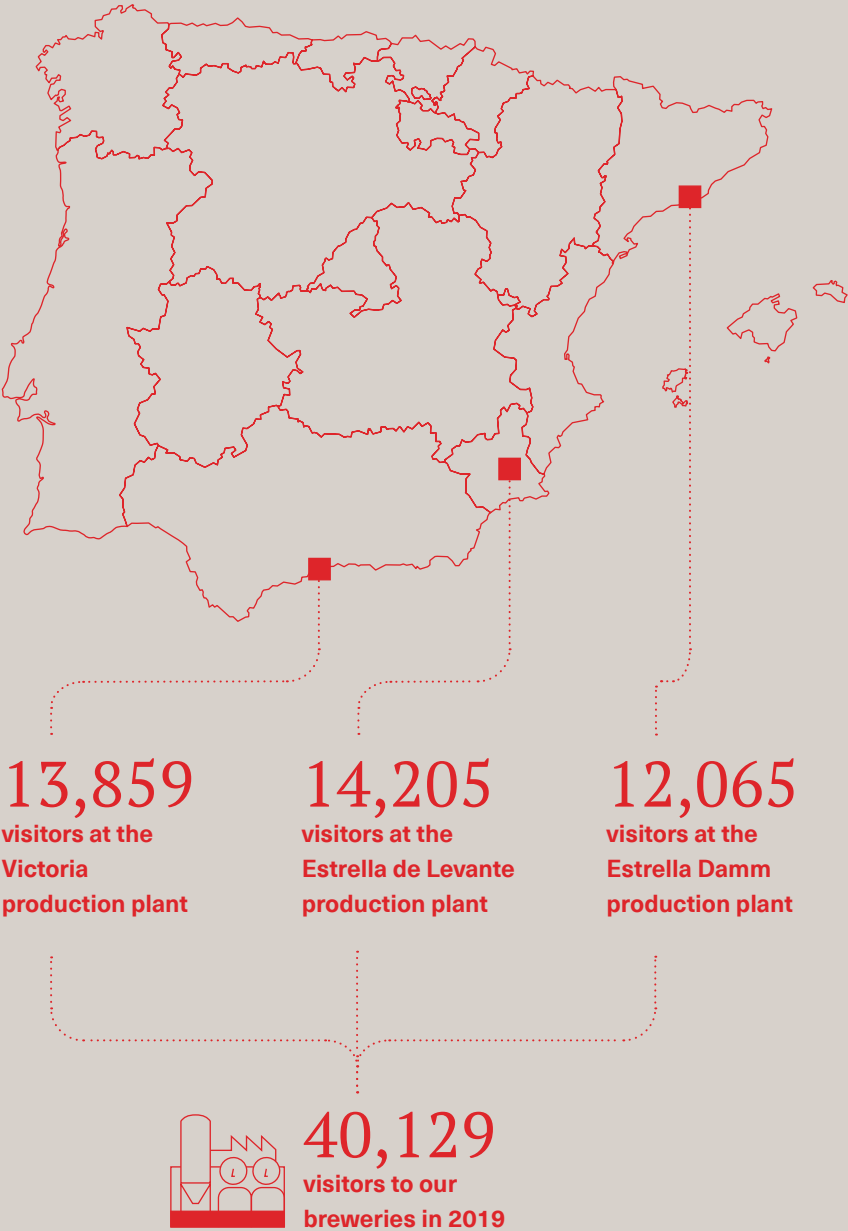 13,859
visitors at the
Victoria
production plant
14,205
visitors at the
Estrella de Levante
production plant
12,065
visitors at the
Estrella Damm
production plant
L L
40,129
visitors to our
breweries in 2019